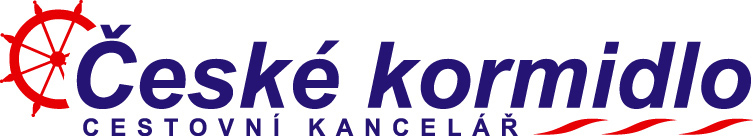 České kormidlo
CESTOVNÍ KANCELÁŘ